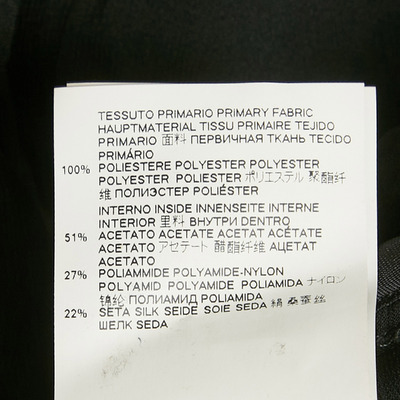 TESSUTO PRIMARIO PRIMARY FABRIC
HAUPTMATERIAL TISSU PRIMAIRE TEJIDO
PRIMARIO 面料 ПЕРВИЧНАЯ ТКАНЬ TECIDO
PRIMÁRIO
100% POLIESTERE POLYESTER POLYESTER
POLYESTER POLIESTER ポリエステル 聚酯纤
维 ПОЛИЭСТЕР POLIÉSTER
INTERNO INSIDE INNENSEITE INTERNE
INTERIOR 里料 ВНУТРИ DENTRO
51% ACETATO ACETATE ACETAT ACÉTATE
ACETATO アセテート 醋酯纤维 АЦЕТАТ
ACETATO
27% POLIAMMIDE POLYAMIDE-NYLON
POLYAMID POLYAMIDE POLIAMIDA ナイロン
锦纶 ПОЛИАМИД POLIAMIDA
22% SETA SILK SEIDE SOIE SEDA 絹 桑蚕丝
ШЕЛК SEDA